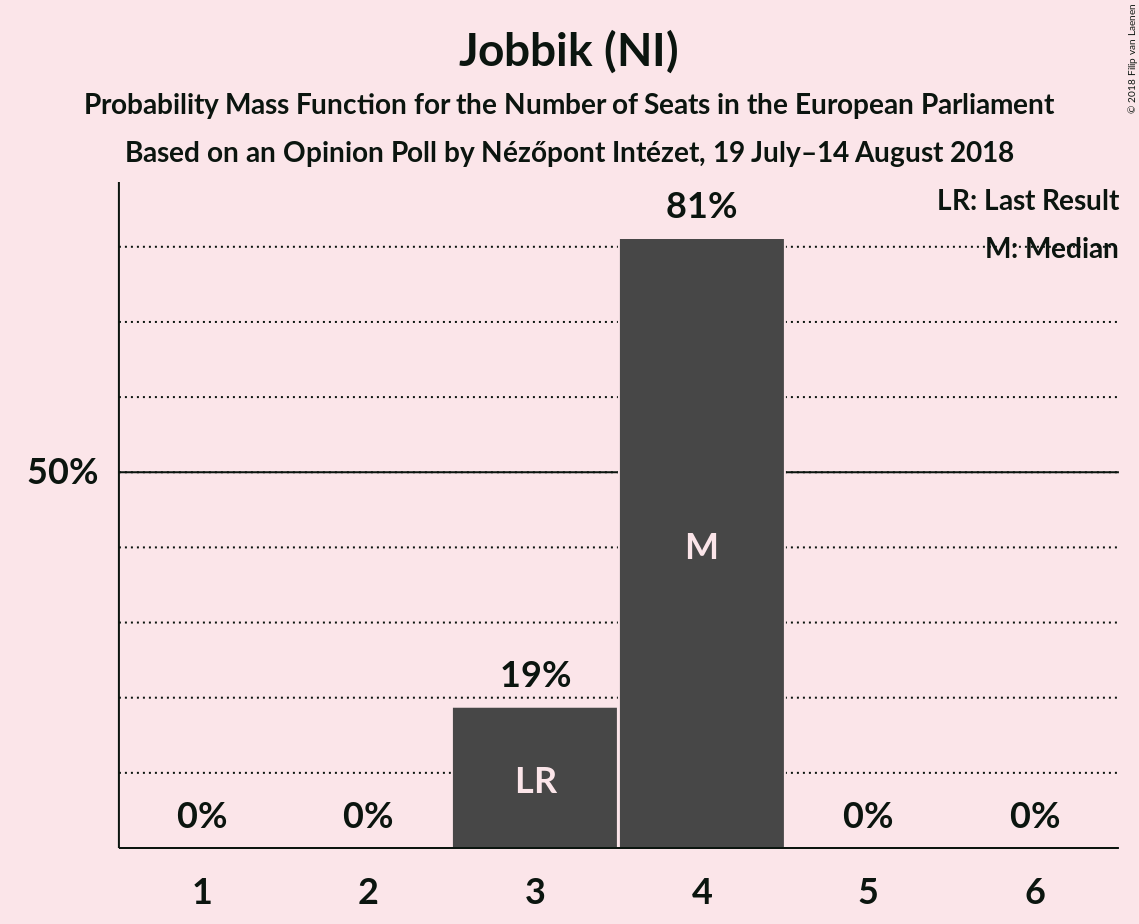 Jobbik (NI)
Probability Mass Function for the Number of Seats in the European Parliament
Based on an Opinion Poll by Nézőpont Intézet, 19 July–14 August 2018
© 2018 Filip van Laenen
LR: Last Result
M: Median
81%
50%
M
19%
LR
0%
0%
0%
0%
1
2
3
4
5
6